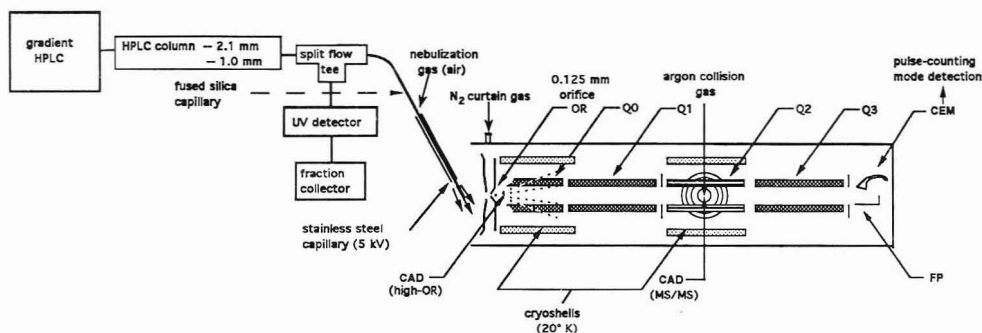 gradient
HPLC
HPLC column – 2.1 mm
– 1.0 mm
split flow
tee
nebulization
gas (air)
fused silica
capillary
UV detector
fraction
collector
stainless steel
capillary (5 kV)
N2 curtain gas
0.125 mm
orifice
OR
Q0
Q1
argon collision
gas
Q2
Q3
pulse-counting
mode detection
CEM
CAD
(high-OR)
cryoshells
(20° K)
CAD
(MS/MS)
FP